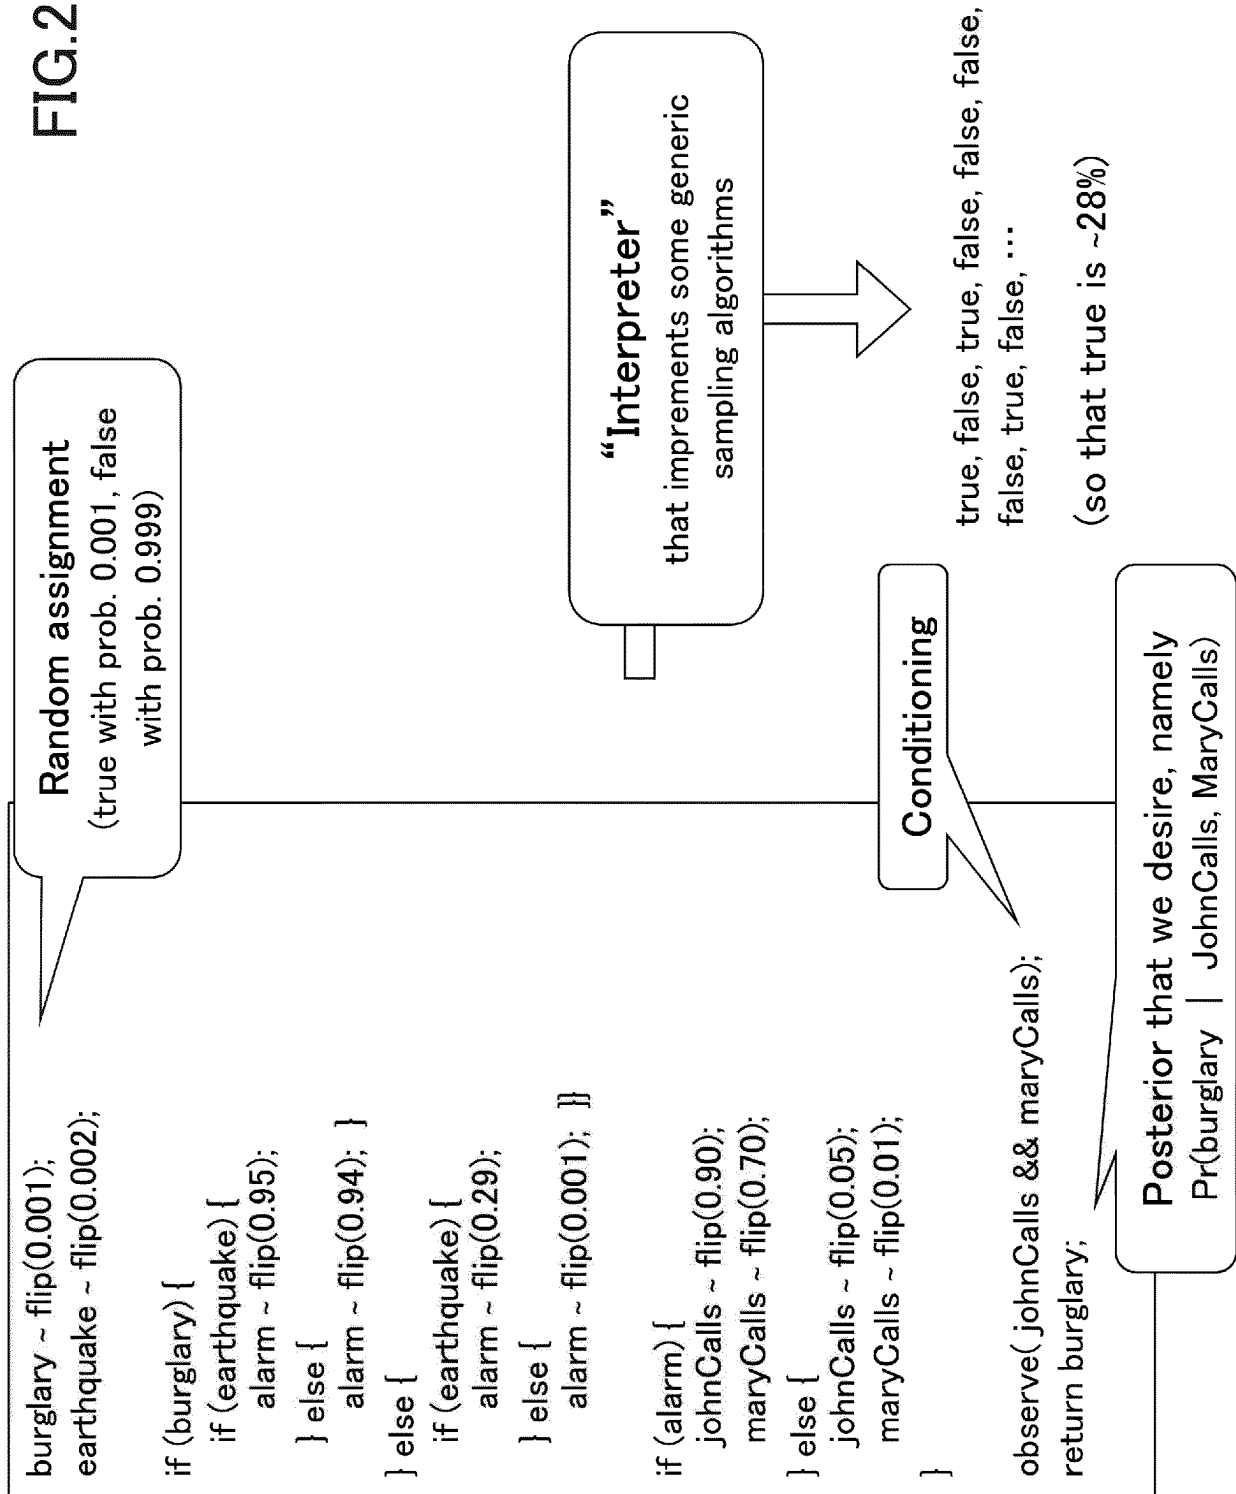 FIG.2
burglary ~ flip(0.001);
earthquake ~ flip(0.002);
if (burglary) {
if (earthquake) {
alarm ~ flip(0.95);
} else {
alarm ~ flip(0.94); }
} else {
if (earthquake) {
alarm ~ flip(0.29);
} else {
alarm ~ flip(0.001); }}
if (alarm) {
johnCalls ~ flip(0.90);
maryCalls ~ flip(0.70);
} else {
johnCalls ~ flip(0.05);
maryCalls ~ flip(0.01);
}
observe(johnCalls && maryCalls);
return burglary;
Random assignment
(true with prob. 0.001, false
with prob. 0.999)
“Interpreter”
that imprements some generic
sampling algorithms
true, false, true, true, false, false, false,
false, true, false, …
(so that true is ~28%)
Conditioning
Posterior that we desire, namely
Pr(burglary | JohnCalls, MaryCalls)